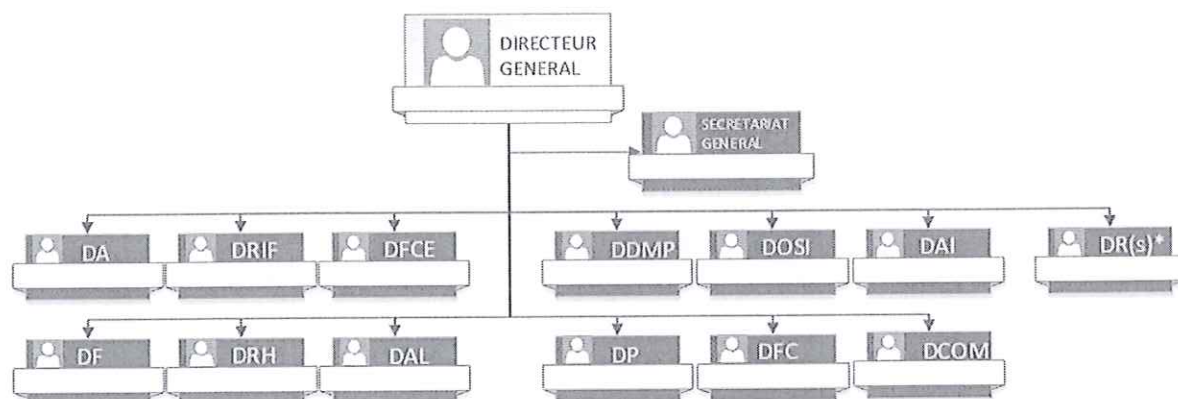 DIRECTEUR
GENERAL
SECRETARIAT
GENERAL
DA
DRIF
DFCE
DDMP
DOSI
DAI
DR(s)*
DF
DRH
DAL
DP
DFC
DCOM